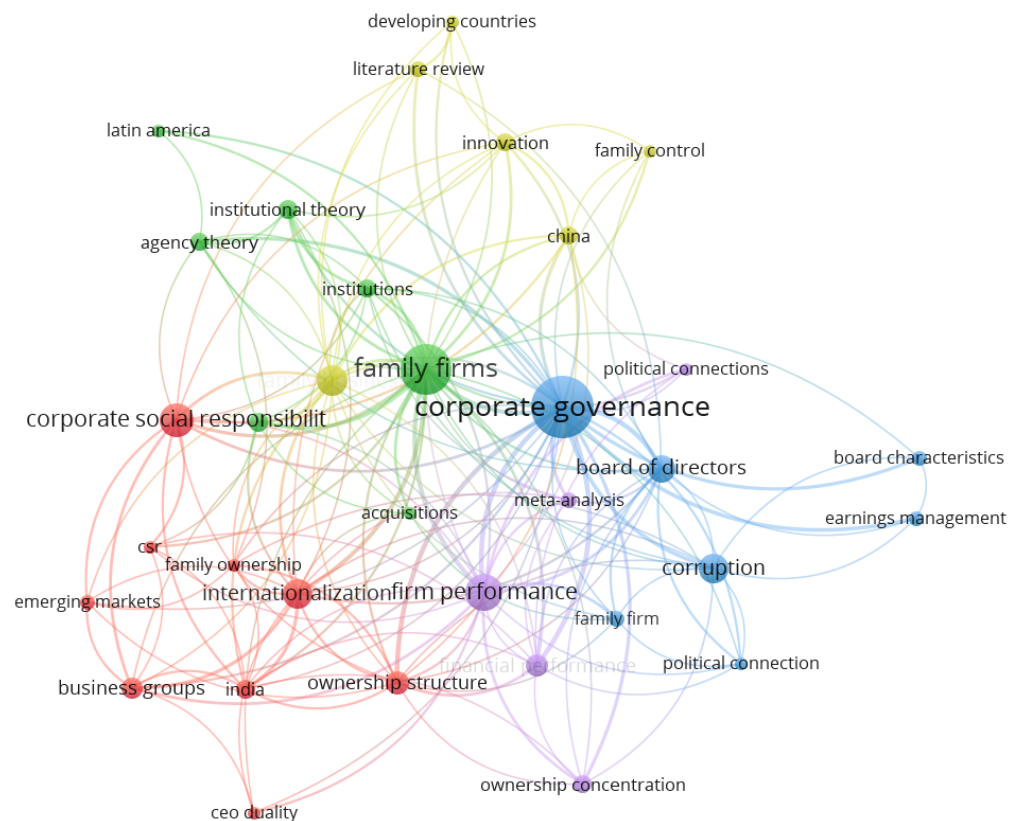 developing countries
literature review
latin america
innovation
family control
institutional theory
agency theory
china
institutions
family firms
political connections
corporate governance
corporate social responsibilit
board characteristics
board of directors
meta-analysis
acquisitions
earnings management
csr
family ownership
corruption
internationalization
firm performance
emerging markets
family firm
financial performance
political connection
business groups
india
ownership structure
ownership concentration
ceo duality